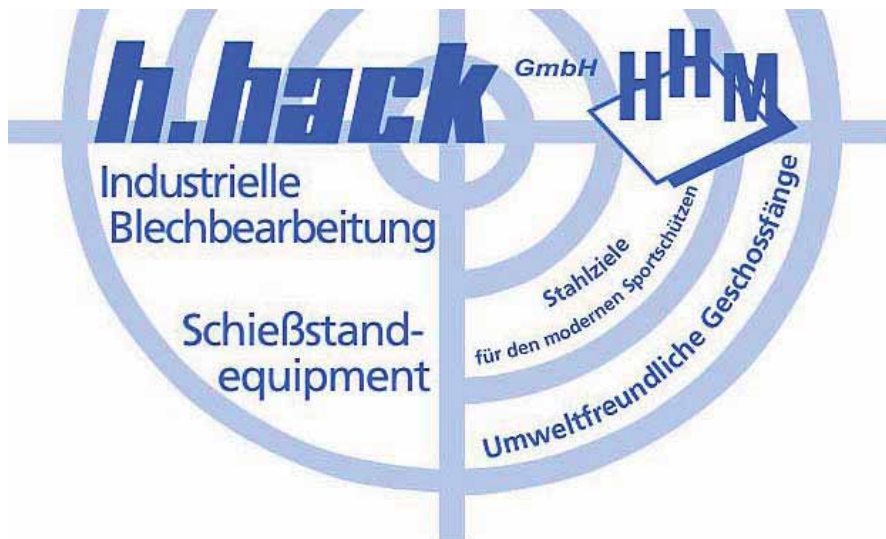 h.hack GmbH
HHM
Industrielle
Blechbearbeitung
Schießstand-
equipment
Stahlziele
für den modernen Sportschützen
Umweltfreundliche Geschossfänge